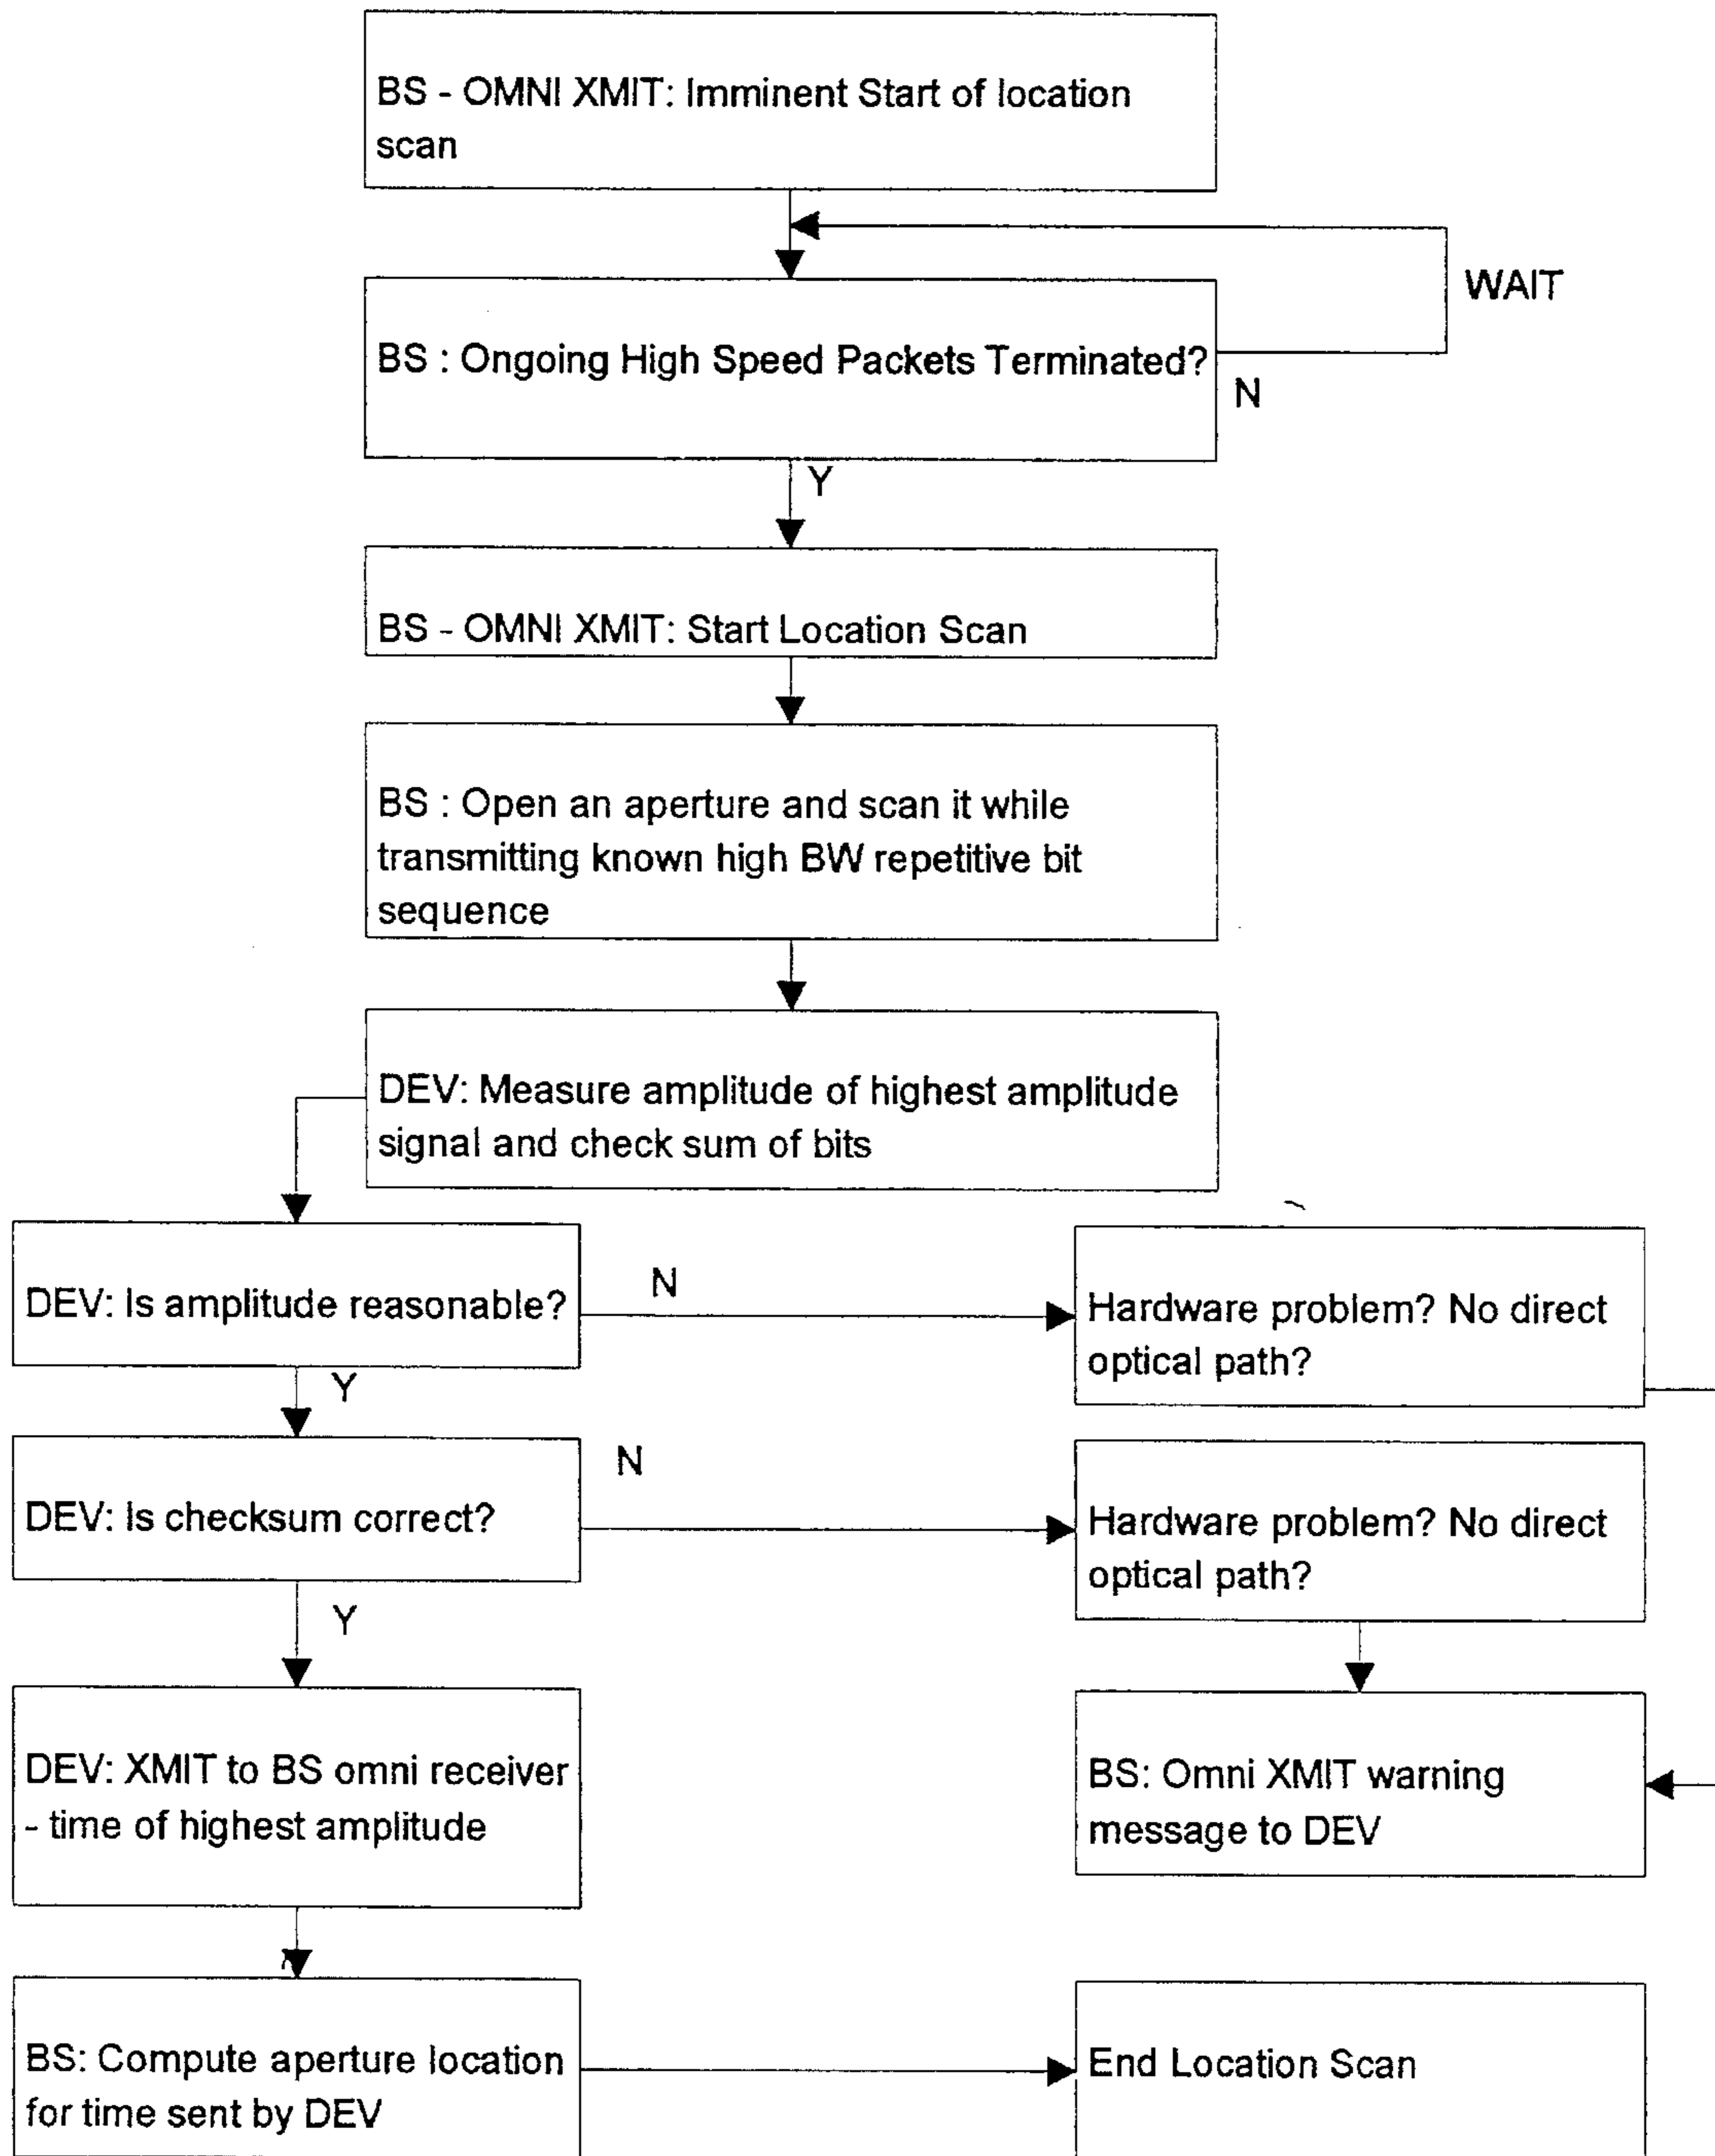 BS - OMNI XMIT: Imminent Start of location
scan
WAIT
BS : Ongoing High Speed Packets Terminated?
N
Y
BS - OMNI XMIT: Start Location Scan
BS : Open an aperture and scan it while
transmitting known high BW repetitive bit
sequence
DEV: Measure amplitude of highest amplitude
signal and check sum of bits
DEV: Is amplitude reasonable?
N
Hardware problem? No direct
optical path?
Y
DEV: Is checksum correct?
N
Hardware problem? No direct
optical path?
Y
DEV: XMIT to BS omni receiver
- time of highest amplitude
BS: Omni XMIT warning
message to DEV
BS: Compute aperture location
for time sent by DEV
End Location Scan